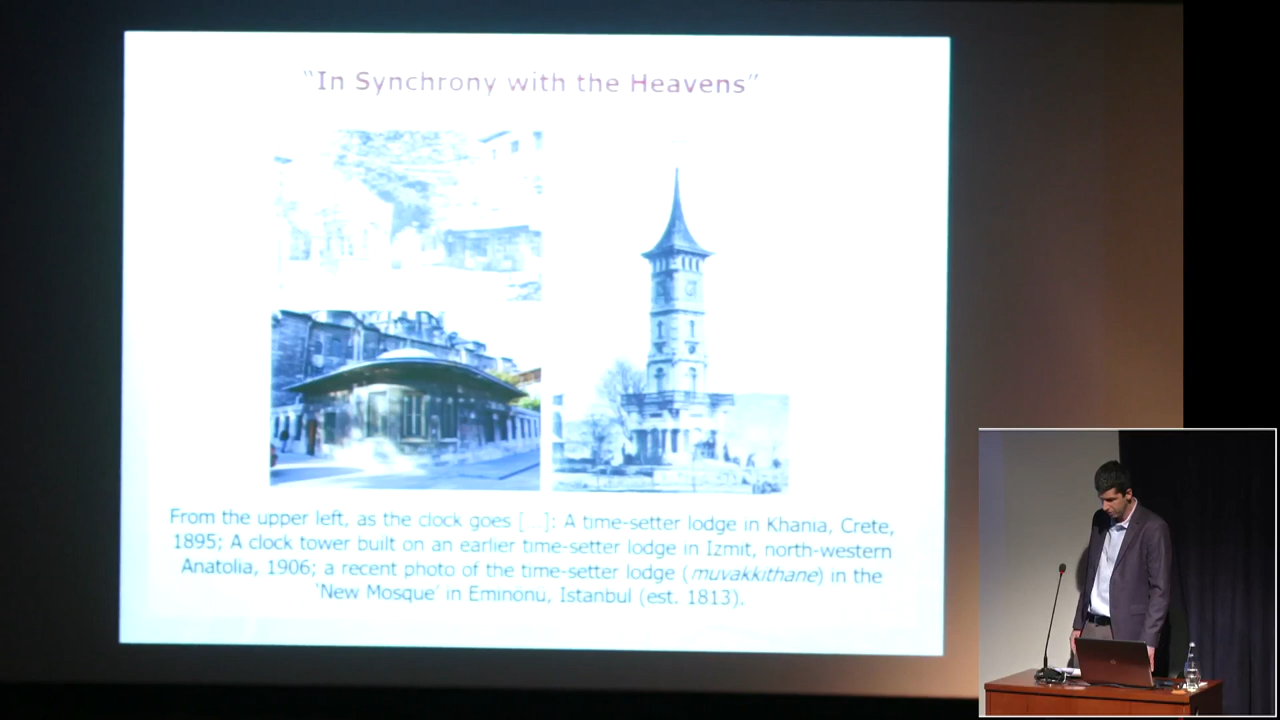 “In Synchrony with the Heavens”
From the upper left, as the clock goes [...]: A time-setter lodge in Khania, Crete,
1895; A clock tower built on an earlier time-setter lodge in Izmit, north-western
Anatolia, 1906; a recent photo of the time-setter lodge (muvakkithane) in the
‘New Mosque’ in Eminönü, Istanbul (est. 1813).